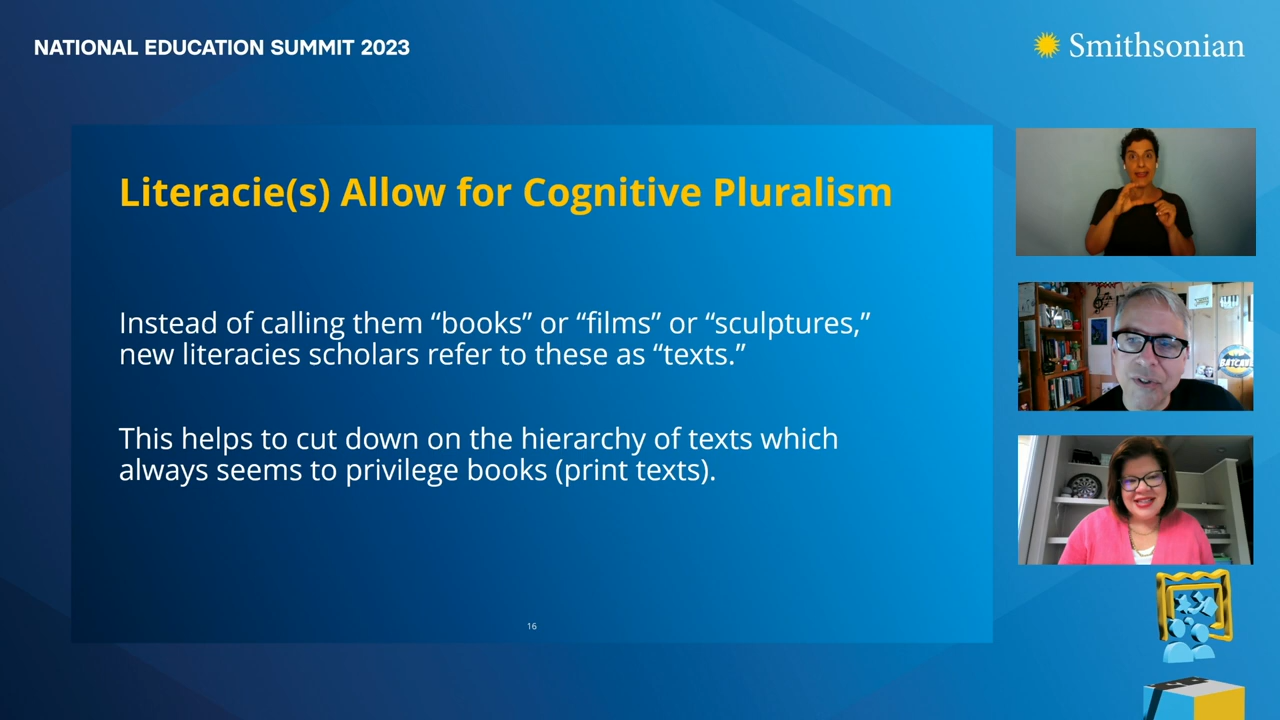 NATIONAL EDUCATION SUMMIT 2023
Smithsonian
Literacie(s) Allow for Cognitive Pluralism
Instead of calling them “books” or “films” or “sculptures,”
new literacies scholars refer to these as “texts.”
This helps to cut down on the hierarchy of texts which
always seems to privilege books (print texts).
16